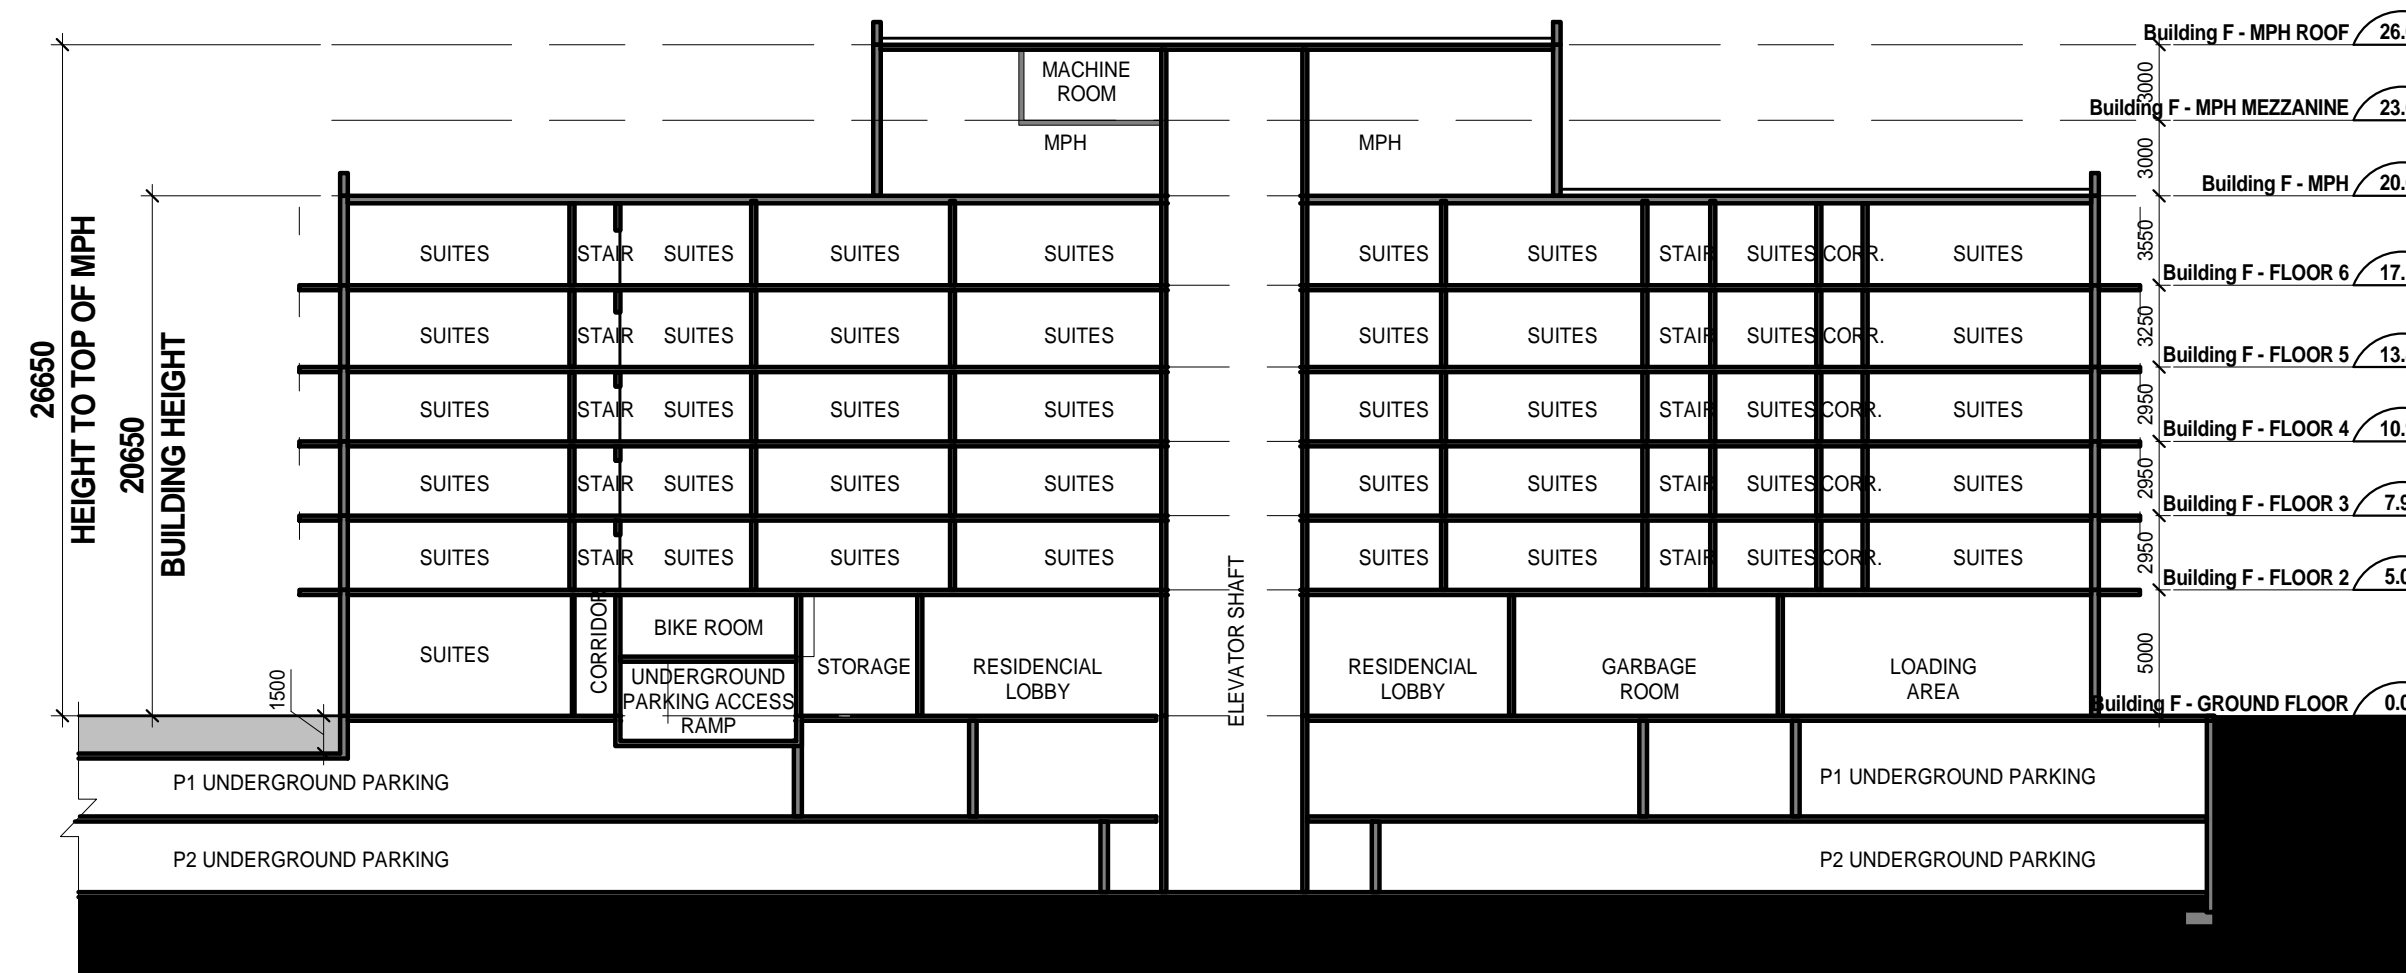 Building F - MPH ROOF 26.
3000
MACHINE
ROOM
Building F - MPH MEZZANINE 23.
MPH MPH
3000
Building F - MPH 20.
26650
HEIGHT TO TOP OF MPH
20650
BUILDING HEIGHT
SUITES STAIR SUITES SUITES SUITES SUITES SUITES STAIR SUITES CORR. SUITES
3550
Building F - FLOOR 6 17.
SUITES STAIR SUITES SUITES SUITES SUITES SUITES STAIR SUITES CORR. SUITES
3250
Building F - FLOOR 5 13.
SUITES STAIR SUITES SUITES SUITES SUITES SUITES STAIR SUITES CORR. SUITES
2950
Building F - FLOOR 4 10.
SUITES STAIR SUITES SUITES SUITES SUITES SUITES STAIR SUITES CORR. SUITES
2950
Building F - FLOOR 3 7.9
SUITES STAIR SUITES SUITES SUITES SUITES SUITES STAIR SUITES CORR. SUITES
2950
Building F - FLOOR 2 5.0
ELEVATOR SHAFT
CORRIDOR
BIKE ROOM
SUITES
STORAGE
RESIDENCIAL
LOBBY
RESIDENCIAL
LOBBY
GARBAGE
ROOM
LOADING
AREA
5000
UNDERGROUND
PARKING ACCESS
RAMP
1500
Building F - GROUND FLOOR 0.0
P1 UNDERGROUND PARKING P1 UNDERGROUND PARKING
P2 UNDERGROUND PARKING P2 UNDERGROUND PARKING